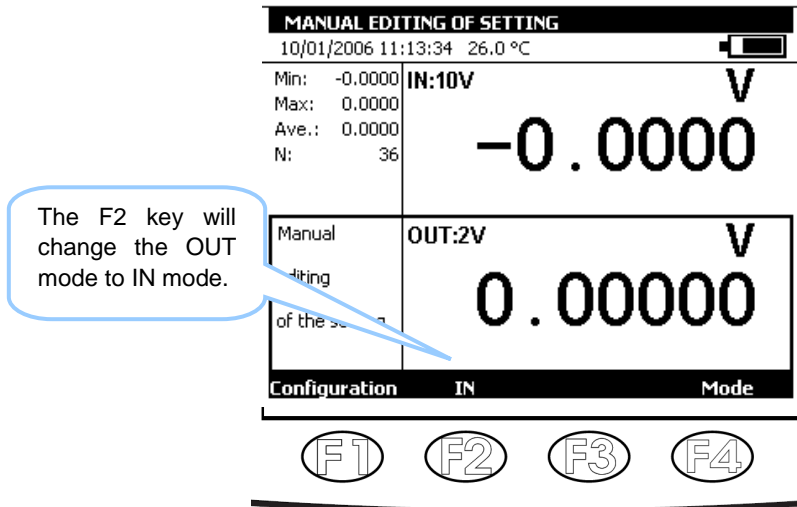 MANUAL EDITING OF SETTING
10/01/2006 11:13:34 26.0 °C
Min: -0.0000
Max: 0.0000
Ave.: 0.0000
N: 36
IN:10V
V
-0.0000
The F2 key will
change the OUT
mode to IN mode.
Manual
of the
OUT:2V
V
0.00000
Configuration IN Mode
F1 F2 F3 F4